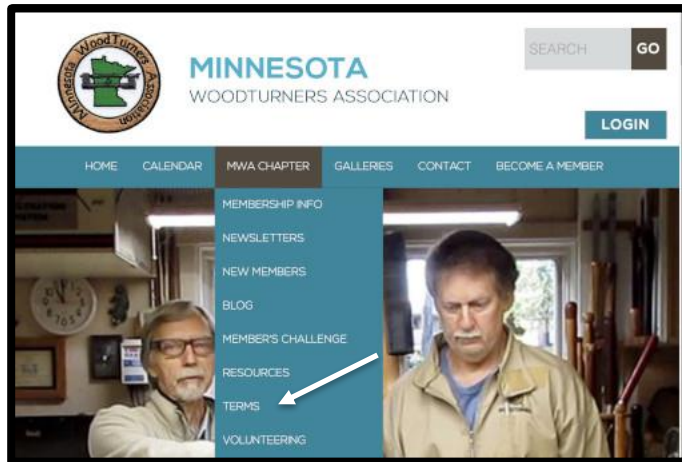 Minnesota WoodTurners Association
MINNESOTA
WOODTURNERS ASSOCIATION
SEARCH
GO
LOGIN
HOME
CALENDAR
MWA CHAPTER
GALLERIES
CONTACT
BECOME A MEMBER
MEMBERSHIP INFO
NEWSLETTERS
NEW MEMBERS
BLOG
MEMBER'S CHALLENGE
RESOURCES
TERMS
VOLUNTEERING